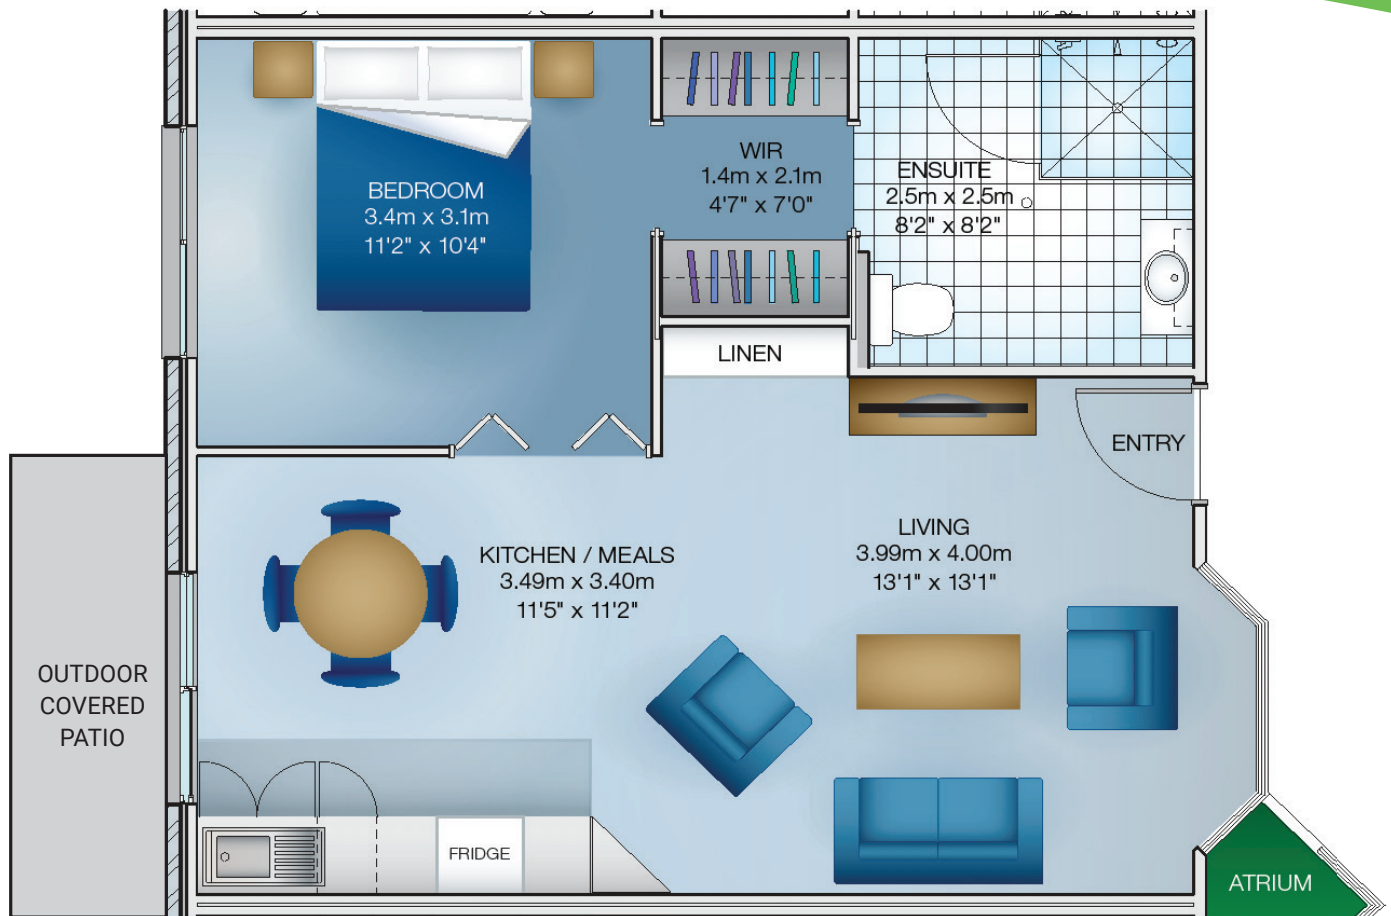 BEDROOM
3.4m x 3.1m
11'2" x 10'4"
WIR
1.4m x 2.1m
4'7" x 7'0"
ENSUITE
2.5m x 2.5m
8'2" x 8'2"
LINEN
ENTRY
KITCHEN / MEALS
3.49m x 3.40m
11'5" x 11'2"
LIVING
3.99m x 4.00m
13'1" x 13'1"
OUTDOOR
COVERED
PATIO
FRIDGE
ATRIUM